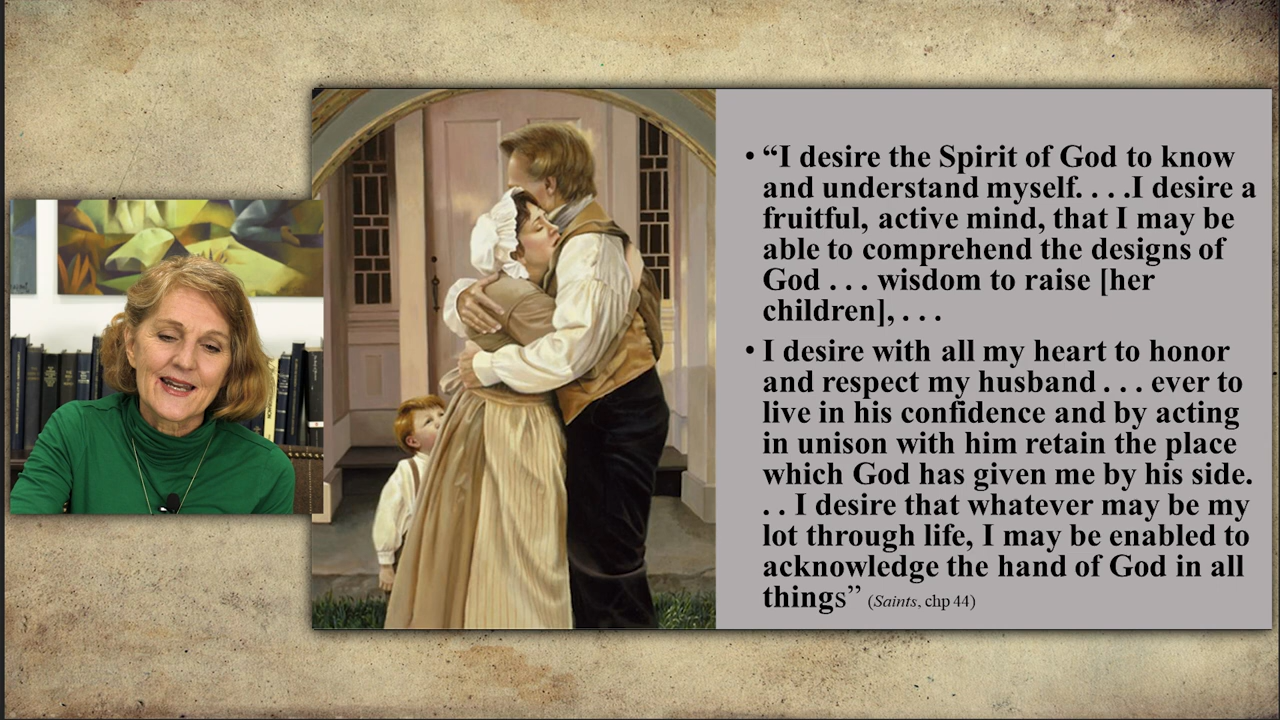 • “I desire the Spirit of God to know
and understand myself. . . .I desire a
fruitful, active mind, that I may be
able to comprehend the designs of
God . . . wisdom to raise [her
children], . . .
• I desire with all my heart to honor
and respect my husband . . . ever to
live in his confidence and by acting
in unison with him retain the place
which God has given me by his side.
. . I desire that whatever may be my
lot through life, I may be enabled to
acknowledge the hand of God in all
things” (Saints, chp 44)